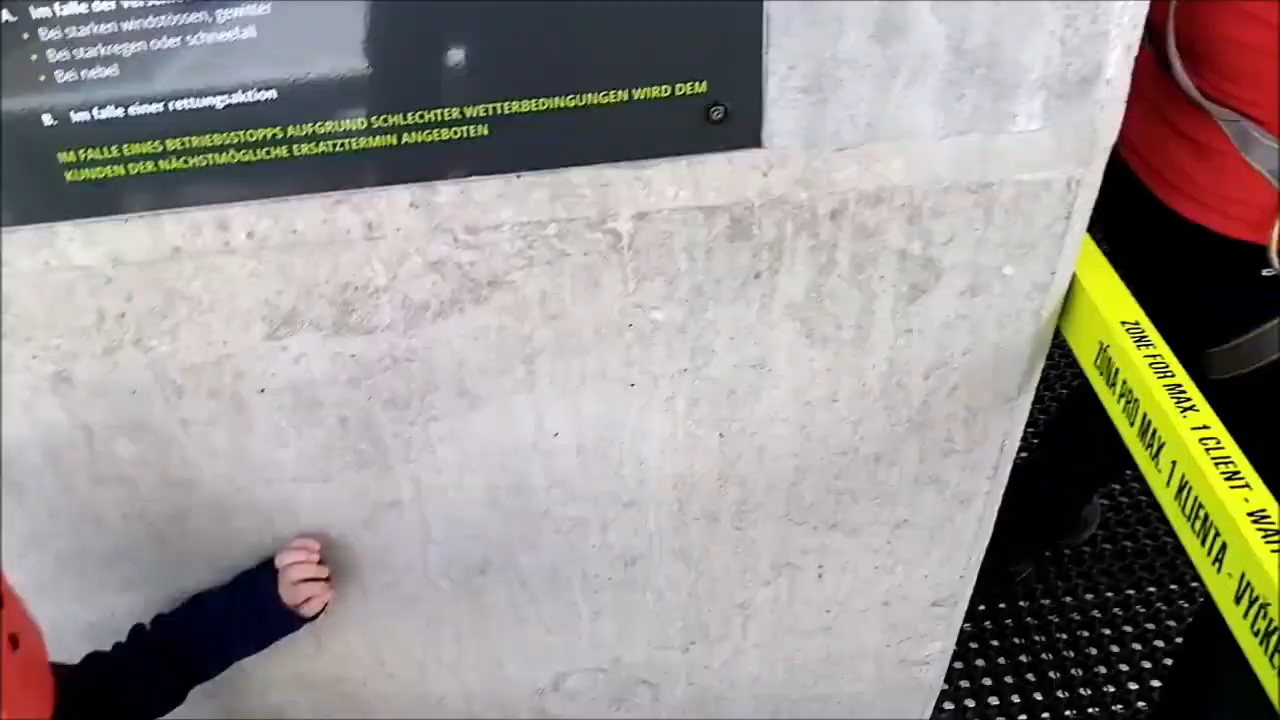 A. Im falle der
• Bei starken windstössen, gewitter
• Bei starkregen oder schneefall
• Bei nebel
B. Im falle einer rettungsaktion
IM FALLE EINES BETRIEBSSTOPPS AUFGRUND SCHLECHTER WETTERBEDINGUNGEN WIRD DEM
KUNDEN DER NÄCHSTMÖGLICHE ERSATZTERMIN ANGEBOTEN
ZONE FOR MAX. 1 CLIENT -
ZÓNA PRO MAX. 1 KLIENTA -